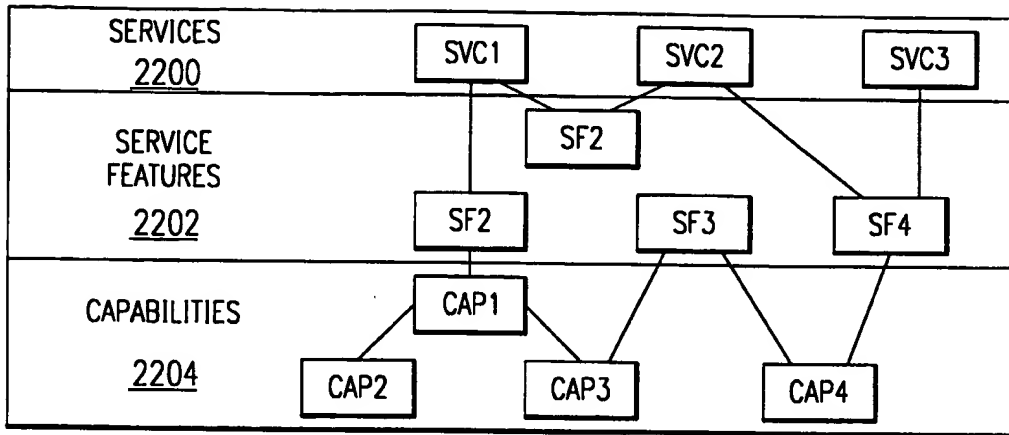 SERVICES
2200
SVC1
SVC2
SVC3
SERVICE
FEATURES
2202
SF2
SF2
SF3
SF4
CAPABILITIES
2204
CAP1
CAP2
CAP3
CAP4